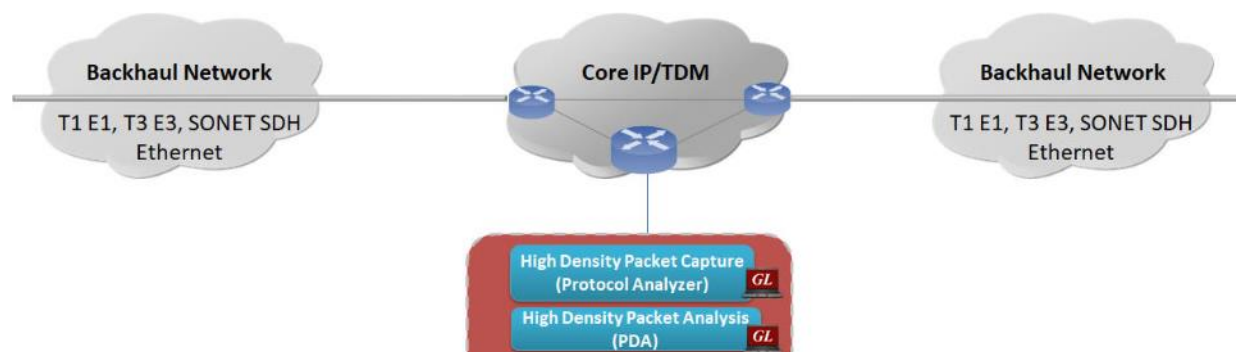 Backhaul Network
T1 E1, T3 E3, SONET SDH
Ethernet
Core IP/TDM
Backhaul Network
T1 E1, T3 E3, SONET SDH
Ethernet
High Density Packet Capture
(Protocol Analyzer)
GL
High Density Packet Analysis
(PDA)
GL